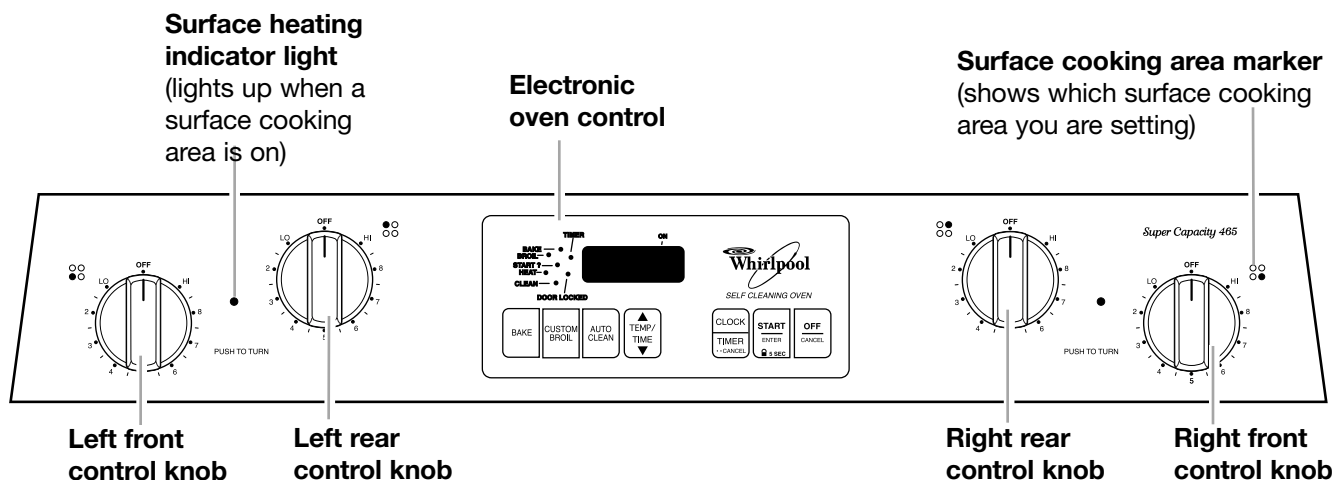 Surface heating
indicator light
(lights up when a
surface cooking
area is on)
Electronic
oven control
Surface cooking area marker
(shows which surface cooking
area you are setting)
OFF
LO
HI
2
8
3
7
4
6
PUSH TO TURN
OFF
LO
HI
2
8
3
7
4
5
6
TIMER
ON
BAKE
BROIL
START ?
HEAT
CLEAN
DOOR LOCKED
Whirlpool
SELF CLEANING OVEN
BAKE
CUSTOM
BROIL
AUTO
CLEAN
TEMP/
TIME
CLOCK
TIMER
••CANCEL
START
ENTER
5 SEC
OFF
CANCEL
OFF
LO
HI
2
8
3
7
4
6
PUSH TO TURN
Super Capacity 465
OFF
LO
HI
2
8
3
7
4
5
6
Left front
control knob
Left rear
control knob
Right rear
control knob
Right front
control knob